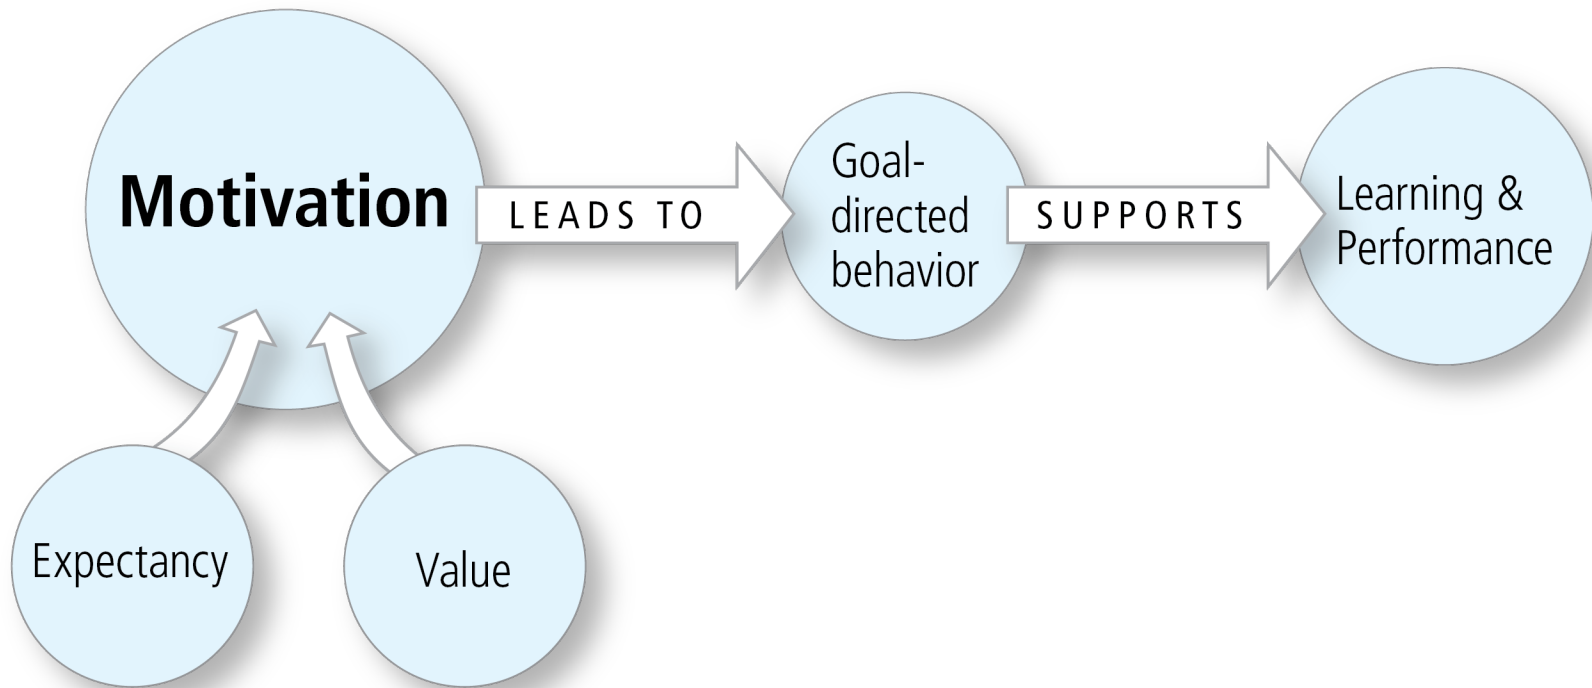 Motivation
LEADS TO
Goal-
directed
behavior
SUPPORTS
Learning &
Performance
Expectancy
Value